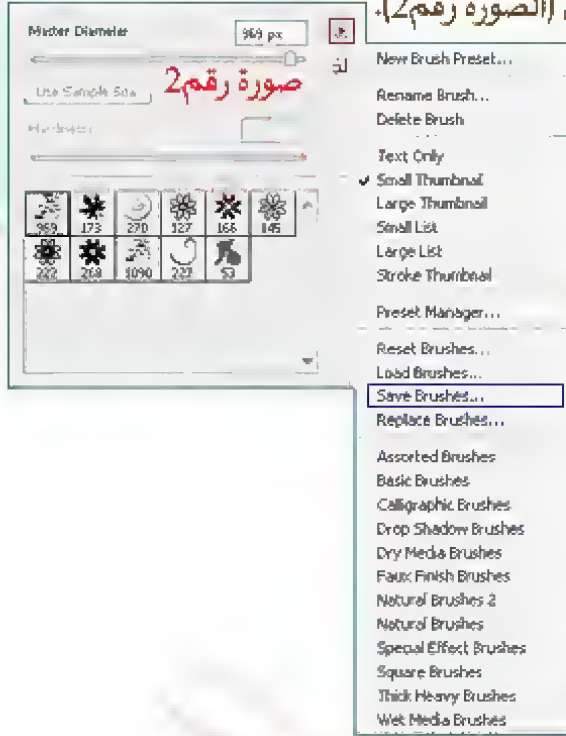 (الصورة رقم2).
Master Diameter
969 px
Use Sample Size
صورة رقم2
Hardness
969 173 270 127 166 145
222 268 1090 227 53
New Brush Preset...
Rename Brush...
Delete Brush
Text Only
Small Thumbnail
Large Thumbnail
Small List
Large List
Stroke Thumbnail
Preset Manager...
Reset Brushes...
Load Brushes...
Save Brushes...
Replace Brushes...
Assorted Brushes
Basic Brushes
Calligraphic Brushes
Drop Shadow Brushes
Dry Media Brushes
Faux Finish Brushes
Natural Brushes 2
Natural Brushes
Special Effect Brushes
Square Brushes
Thick Heavy Brushes
Wet Media Brushes